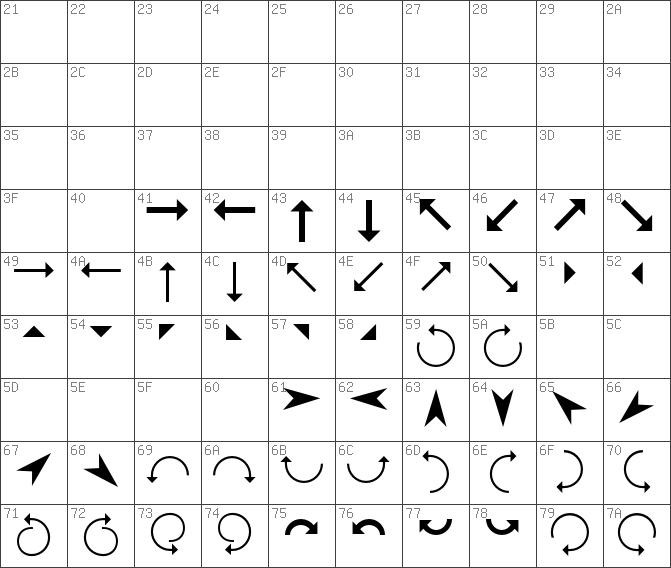 21 22 23 24 25 26 27 28 29 2A
2B 2C 2D 2E 2F 30 31 32 33 34
35 36 37 38 39 3A 3B 3C 3D 3E
3F 40 41 42 43 44 45 46 47 48
49 4A 4B 4C 4D 4E 4F 50 51 52
53 54 55 56 57 58 59 5A 5B 5C
5D 5E 5F 60 61 62 63 64 65 66
67 68 69 6A 6B 6C 6D 6E 6F 70
71 72 73 74 75 76 77 78 79 7A